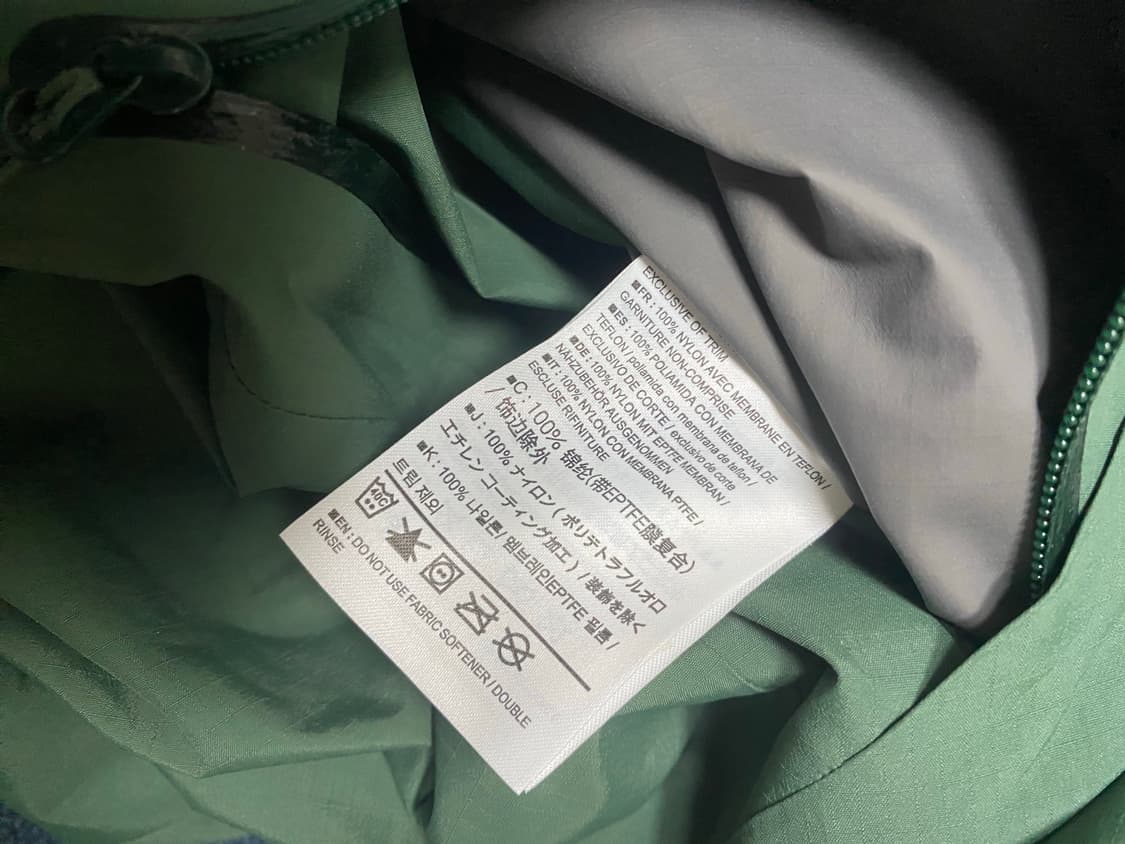 EXCLUSIVE OF TRIM
■FR : 100% NYLON AVEC MEMBRANE EN TEFLON /
GARNITURE NON-COMPRISE
■ES : 100% POLIAMIDA CON MEMBRANA DE
TEFLON / poliamida con membrana de teflon /
EXCLUSIVO DE CORTE / exclusivo de corte
■DE : 100% NYLON MIT EPTFE MEMBRAN /
NÄHZUBEHÖR AUSGENOMMEN
■IT : 100% NYLON CON MEMBRANA PTFE /
ESCLUSE RIFINITURE
■C : 100% 锦纶(带EPTFE膜复合)
/ 饰边除外
■J : 100% ナイロン ( ポリテトラフルオロ
エチレンコーティング加工 ) / 装飾を除く
■K : 100% 나일론/ 멤브레인EPTFE 필름 /
트림 제외
ABC
■EN : DO NOT USE FABRIC SOFTENER / DOUBLE
RINSE